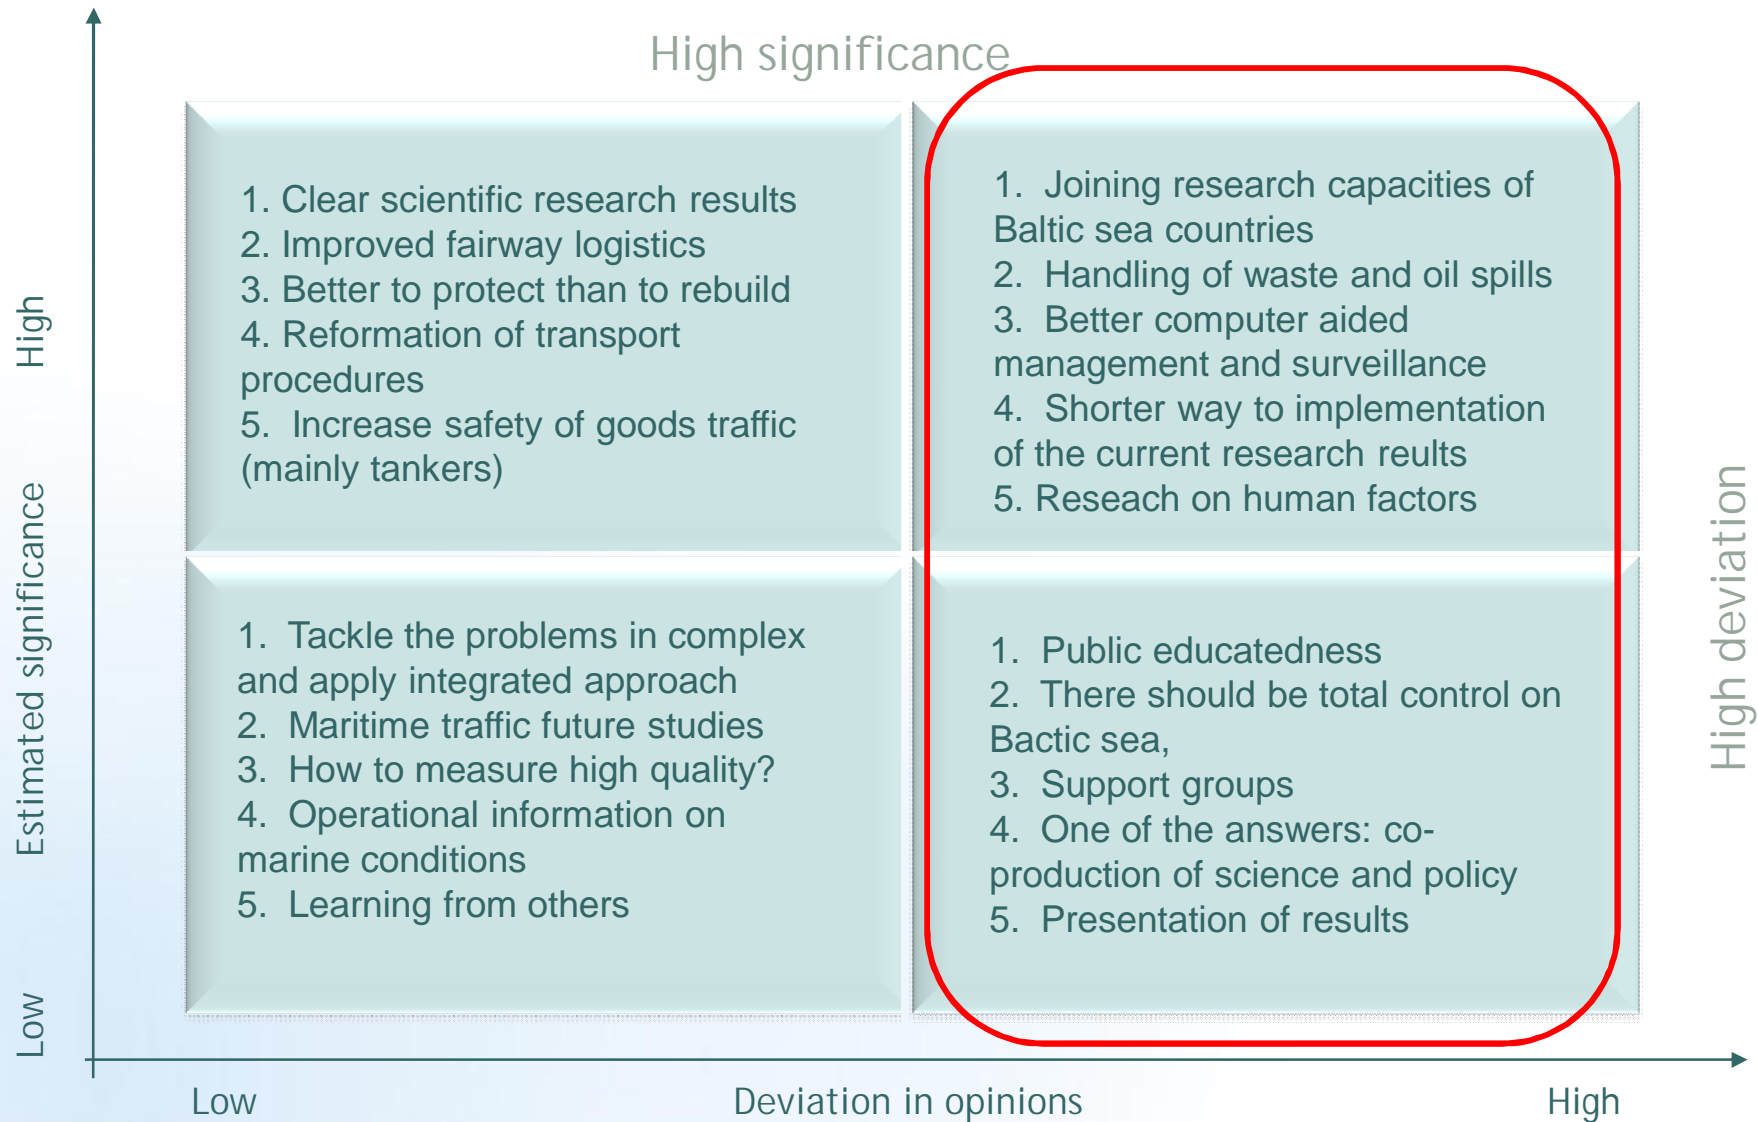 High significance
1. Clear scientific research results
2. Improved fairway logistics
3. Better to protect than to rebuild
4. Reformation of transport
procedures
5. Increase safety of goods traffic
(mainly tankers)
1. Joining research capacities of
Baltic sea countries
2. Handling of waste and oil spills
3. Better computer aided
management and surveillance
4. Shorter way to implementation
of the current research reults
5. Reseach on human factors
1. Tackle the problems in complex
and apply integrated approach
2. Maritime traffic future studies
3. How to measure high quality?
4. Operational information on
marine conditions
5. Learning from others
1. Public educatedness
2. There should be total control on
Bactic sea,
3. Support groups
4. One of the answers: co-
production of science and policy
5. Presentation of results
High
Estimated significance
Low
High deviation
Low
Deviation in opinions
High